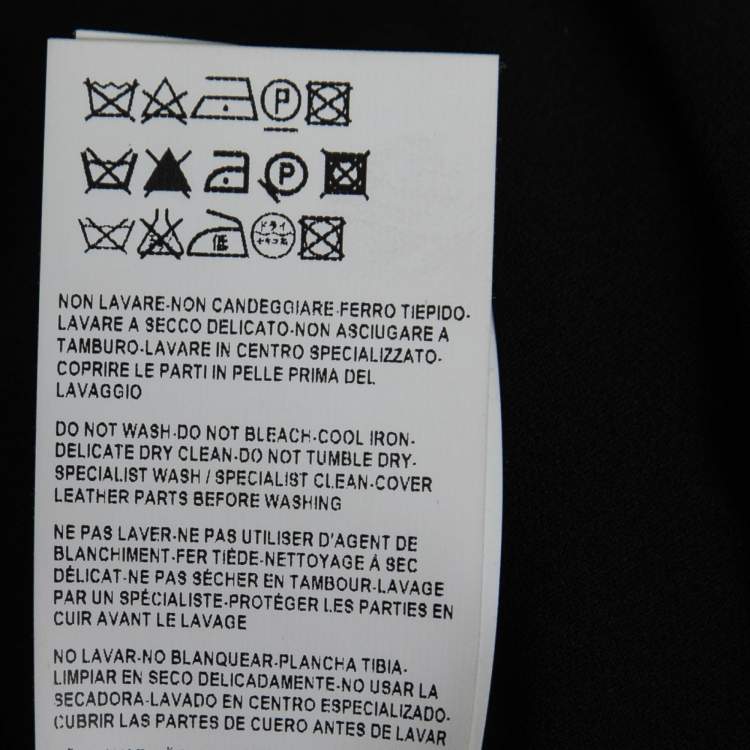 P
P
低 ドライ
NON LAVARE-NON CANDEGGIARE-FERRO TIEPIDO-
LAVARE A SECCO DELICATO-NON ASCIUGARE A
TAMBURO-LAVARE IN CENTRO SPECIALIZZATO-
COPRIRE LE PARTI IN PELLE PRIMA DEL
LAVAGGIO
DO NOT WASH-DO NOT BLEACH-COOL IRON-
DELICATE DRY CLEAN-DO NOT TUMBLE DRY-
SPECIALIST WASH / SPECIALIST CLEAN-COVER
LEATHER PARTS BEFORE WASHING
NE PAS LAVER-NE PAS UTILISER D'AGENT DE
BLANCHIMENT-FER TIÈDE-NETTOYAGE À SEC
DÉLICAT-NE PAS SÉCHER EN TAMBOUR-LAVAGE
PAR UN SPÉCIALISTE-PROTÉGER LES PARTIES EN
CUIR AVANT LE LAVAGE
NO LAVAR-NO BLANQUEAR-PLANCHA TIBIA-
LIMPIAR EN SECO DELICADAMENTE-NO USAR LA
SECADORA-LAVADO EN CENTRO ESPECIALIZADO-
CUBRIR LAS PARTES DE CUERO ANTES DE LAVAR